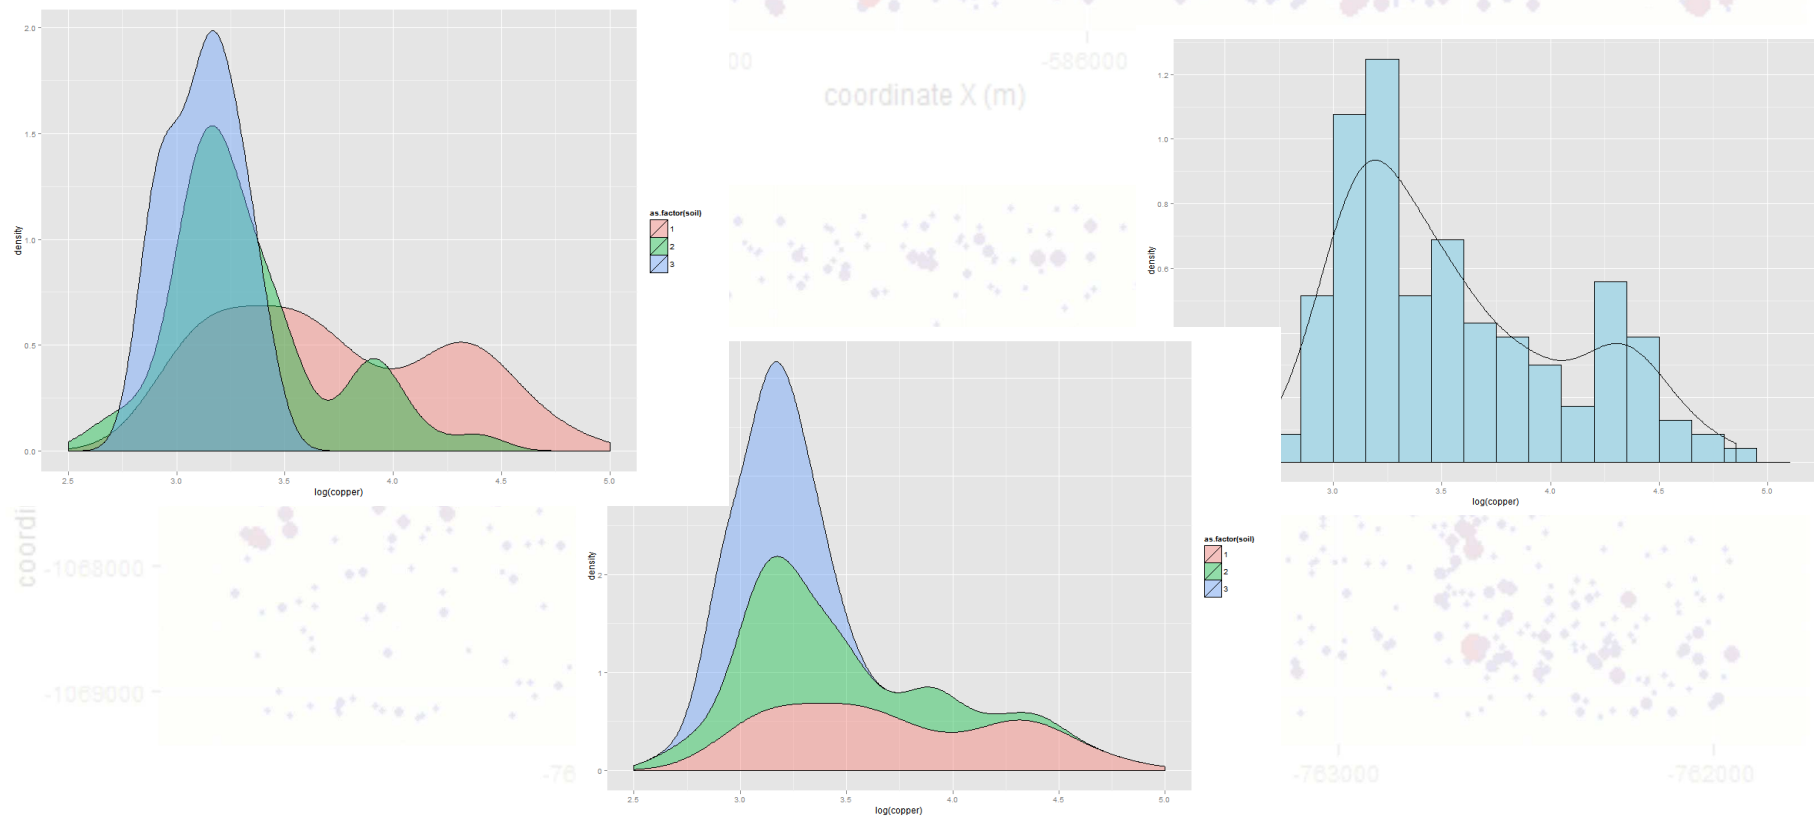 2.0
1.5
1.0
0.5
0.0
density
2.5 3.0 3.5 4.0 4.5 5.0
log(copper)
as.factor(soil)
1
2
3
00 -586000
coordinate X (m)
1.2
1.0
0.8
0.6
density
3.0 3.5 4.0 4.5 5.0
log(copper)
coordi
-1068000
-1069000
-76
2
1
0
density
2.5 3.0 3.5 4.0 4.5 5.0
log(copper)
as.factor(soil)
1
2
3
-763000 -762000